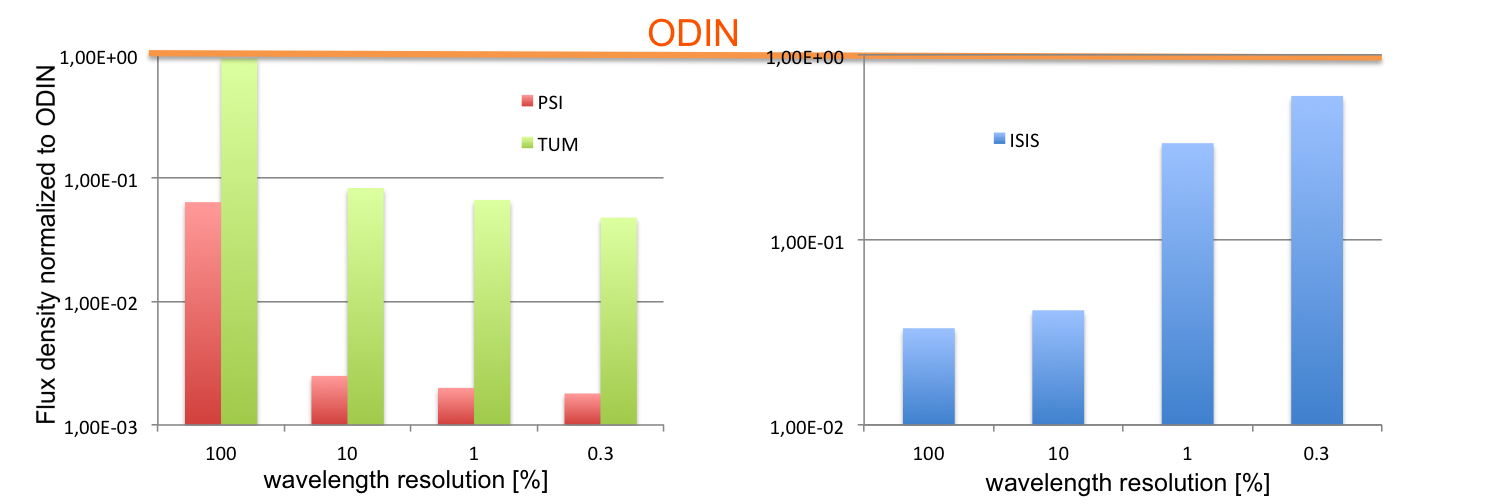 ODIN
Flux density normalized to ODIN
1,00E+00
1,00E-01
1,00E-02
1,00E-03
PSI
TUM
100 10 1 0.3
wavelength resolution [%]
1,00E+00
1,00E-01
1,00E-02
ISIS
100 10 1 0.3
wavelength resolution [%]